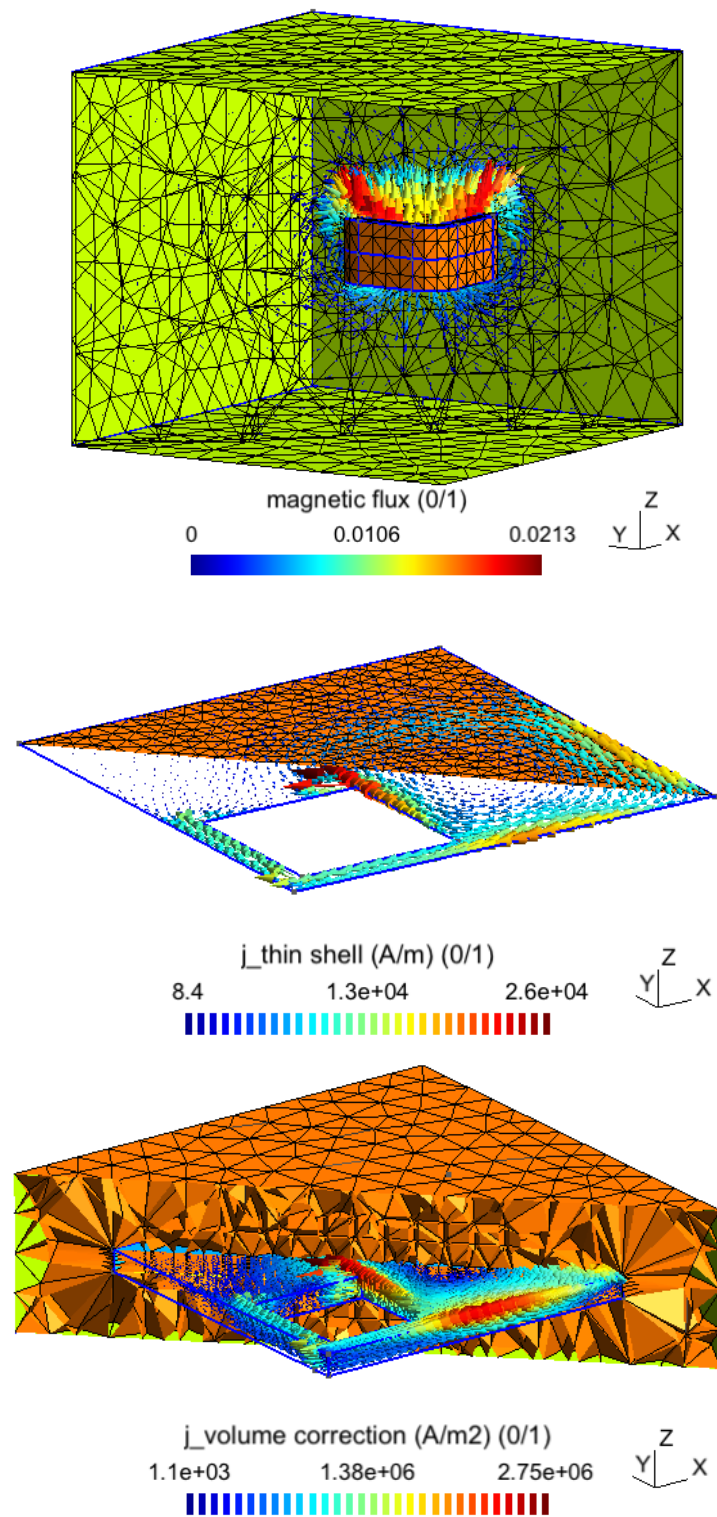 magnetic flux (0/1)
0 0.0106 0.0213
Z
Y X
j_thin shell (A/m) (0/1)
8.4 1.3e+04 2.6e+04
Z
Y X
j_volume correction (A/m2) (0/1)
1.1e+03 1.38e+06 2.75e+06
Z
Y X